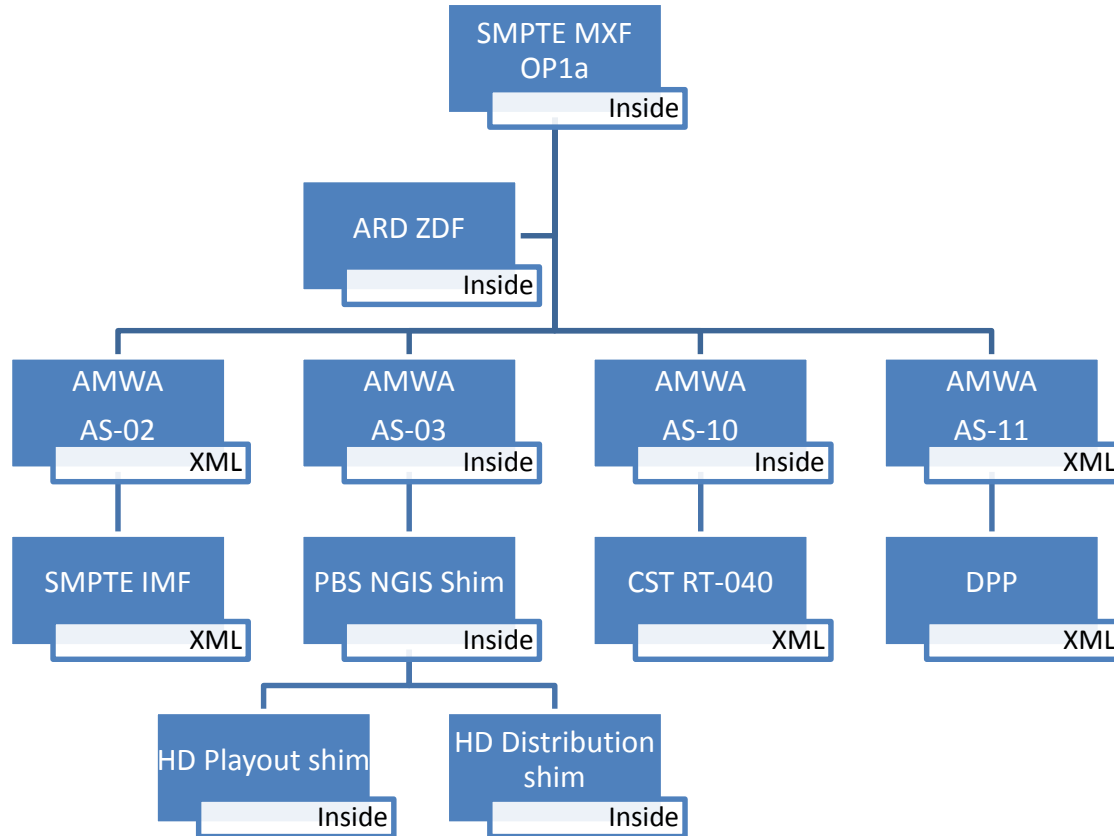 SMPTE MXF
OP1a
Inside
ARD ZDF
Inside
AMWA
AS-02
XML
AMWA
AS-03
Inside
AMWA
AS-10
Inside
AMWA
AS-11
XML
SMPTE IMF
XML
PBS NGIS Shim
Inside
CST RT-040
XML
DPP
XML
HD Playout shim
Inside
HD Distribution
shim
Inside